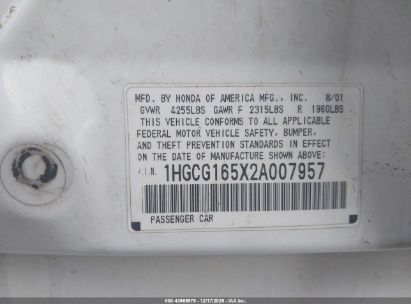 MFD. BY HONDA OF AMERICA MFG., INC. 8/01
GVWR 4255LBS GAWR F 2315LBS R 1960LBS
THIS VEHICLE CONFORMS TO ALL APPLICABLE
FEDERAL MOTOR VEHICLE SAFETY, BUMPER,
AND THEFT PREVENTION STANDARDS IN EFFECT
ON THE DATE OF MANUFACTURE SHOWN ABOVE:
V.I.N. 1HGCG165X2A007957
PASSENGER CAR